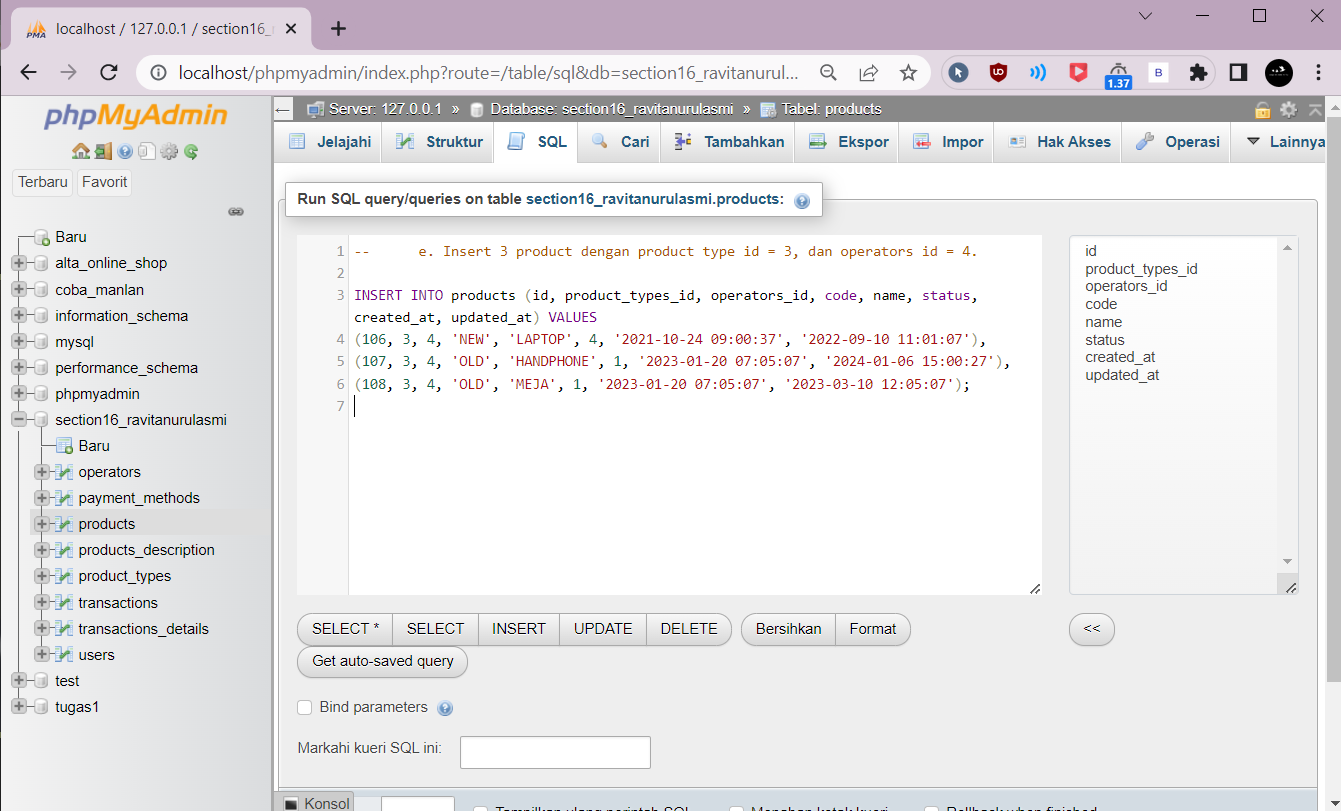 localhost / 127.0.0.1 / section16_
localhost/phpmyadmin/index.php?route=/table/sql&db=section16_ravitanurul...
1.37
B
phpMyAdmin
Terbaru Favorit
Baru
alta_online_shop
coba_manlan
information_schema
mysql
performance_schema
phpmyadmin
section16_ravitanurulasmi
Baru
operators
payment_methods
products
products_description
product_types
transactions
transactions_details
users
test
tugas1
Server: 127.0.0.1 » Database: section16_ravitanurulasmi » Tabel: products
Jelajahi Struktur SQL Cari Tambahkan Ekspor Impor Hak Akses Operasi Lainnya
Run SQL query/queries on table section16_ravitanurulasmi.products:
1 -- e. Insert 3 product dengan product type id = 3, dan operators id = 4.
2
3 INSERT INTO products (id, product_types_id, operators_id, code, name, status,
created_at, updated_at) VALUES
4 (106, 3, 4, 'NEW', 'LAPTOP', 4, '2021-10-24 09:00:37', '2022-09-10 11:01:07'),
5 (107, 3, 4, 'OLD', 'HANDPHONE', 1, '2023-01-20 07:05:07', '2024-01-06 15:00:27'),
6 (108, 3, 4, 'OLD', 'MEJA', 1, '2023-01-20 07:05:07', '2023-03-10 12:05:07');
7
id
product_types_id
operators_id
code
name
status
created_at
updated_at
SELECT * SELECT INSERT UPDATE DELETE Bersihkan Format <<
Get auto-saved query
Bind parameters
Markahi kueri SQL ini:
Konsol Tampilkan ulang perintah SQL Menahan kotak kueri Rollback when finished